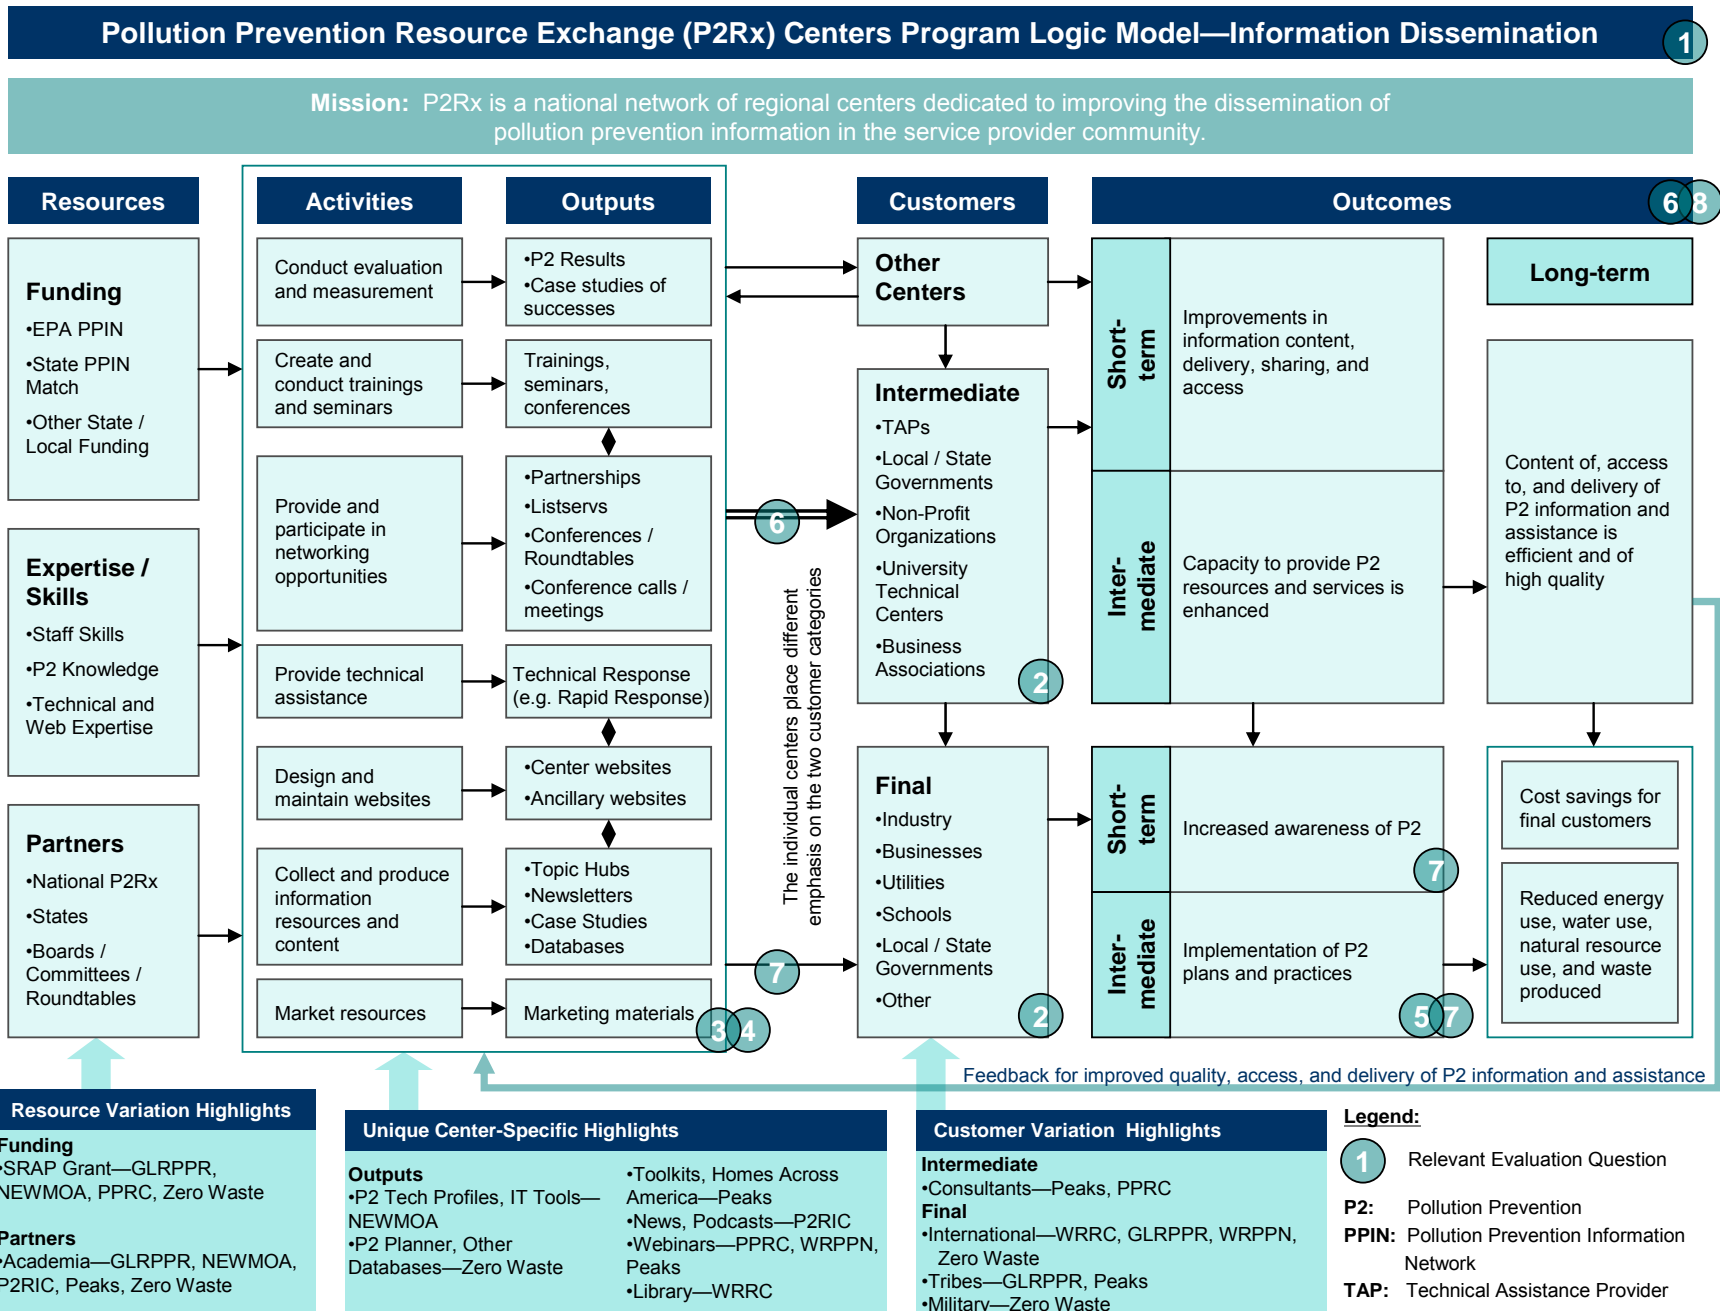 Pollution Prevention Resource Exchange (P2Rx) Centers Program Logic Model—Information Dissemination
1
Mission: P2Rx is a national network of regional centers dedicated to improving the dissemination of
pollution prevention information in the service provider community.
Resources
Activities
Outputs
Customers
Outcomes
6
8
Funding
•EPA PPIN
•State PPIN
Match
•Other State /
Local Funding
Expertise /
Skills
•Staff Skills
•P2 Knowledge
•Technical and
Web Expertise
Partners
•National P2Rx
•States
•Boards /
Committees /
Roundtables
Conduct evaluation
and measurement
•P2 Results
•Case studies of
successes
Create and
conduct trainings
and seminars
Trainings,
seminars,
conferences
Provide and
participate in
networking
opportunities
•Partnerships
•Listservs
•Conferences /
Roundtables
•Conference calls /
meetings
Provide technical
assistance
Technical Response
(e.g. Rapid Response)
Design and
maintain websites
•Center websites
•Ancillary websites
Collect and produce
information
resources and
content
•Topic Hubs
•Newsletters
•Case Studies
•Databases
Market resources
Marketing materials
3
4
6
The individual centers place different
emphasis on the two customer categories
7
Other
Centers
Intermediate
•TAPs
•Local / State
Governments
•Non-Profit
Organizations
•University
Technical
Centers
•Business
Associations
2
Final
•Industry
•Businesses
•Utilities
•Schools
•Local / State
Governments
•Other
2
Short-
term
Improvements in
information content,
delivery, sharing, and
access
Inter-
mediate
Capacity to provide P2
resources and services is
enhanced
Short-
term
Increased awareness of P2
7
Inter-
mediate
Implementation of P2
plans and practices
5
7
Long-term
Content of, access
to, and delivery of
P2 information and
assistance is
efficient and of
high quality
Cost savings for
final customers
Reduced energy
use, water use,
natural resource
use, and waste
produced
Feedback for improved quality, access, and delivery of P2 information and assistance
Resource Variation Highlights
Funding
•SRAP Grant—GLRPPR,
NEWMOA, PPRC, Zero Waste
Partners
•Academia—GLRPPR, NEWMOA,
P2RIC, Peaks, Zero Waste
Unique Center-Specific Highlights
Outputs
•P2 Tech Profiles, IT Tools—
NEWMOA
•P2 Planner, Other
Databases—Zero Waste
•Toolkits, Homes Across
America—Peaks
•News, Podcasts—P2RIC
•Webinars—PPRC, WRPPN,
Peaks
•Library—WRRC
Customer Variation Highlights
Intermediate
•Consultants—Peaks, PPRC
Final
•International—WRRC, GLRPPR, WRPPN,
Zero Waste
•Tribes—GLRPPR, Peaks
•Military—Zero Waste
Legend:
1 Relevant Evaluation Question
P2: Pollution Prevention
PPIN: Pollution Prevention Information
Network
TAP: Technical Assistance Provider